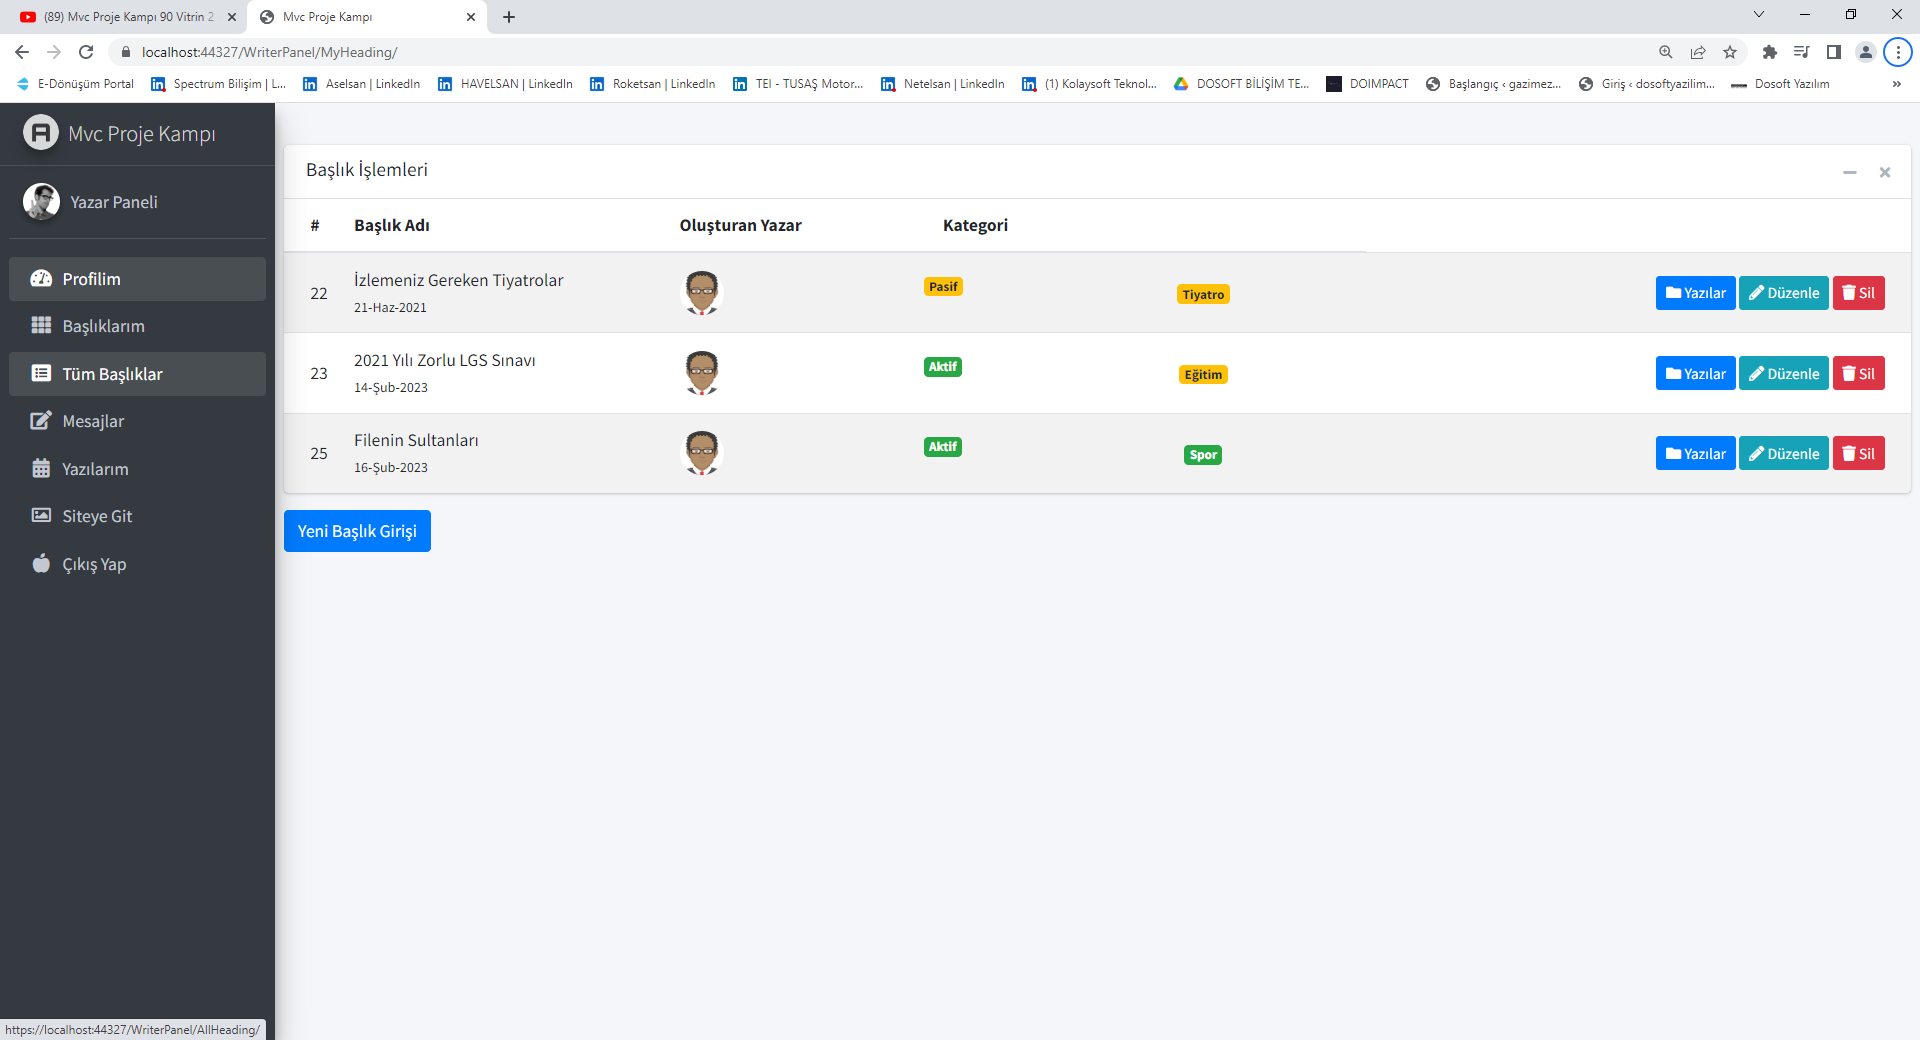 (89) Mvc Proje Kampı 90 Vitrin 2
Mvc Proje Kampı
localhost:44327/WriterPanel/MyHeading/
E-Dönüşüm Portal
Spectrum Bilişim | L...
Aselsan | LinkedIn
HAVELSAN | LinkedIn
Roketsan | LinkedIn
TEI - TUSAŞ Motor...
Netelsan | LinkedIn
(1) Kolaysoft Teknol...
DOSOFT BİLİŞİM TE...
DOIMPACT
Başlangıç ‹ gazimez...
Giriş ‹ dosoftyazilim...
Dosoft Yazılım
»
Mvc Proje Kampı
Yazar Paneli
Profilim
Başlıklarım
Tüm Başlıklar
Mesajlar
Yazılarım
Siteye Git
Çıkış Yap
Başlık İşlemleri
# Başlık Adı Oluşturan Yazar Kategori
22 İzlemeniz Gereken Tiyatrolar Pasif Tiyatro Yazılar Düzenle Sil
21-Haz-2021
23 2021 Yılı Zorlu LGS Sınavı Aktif Eğitim Yazılar Düzenle Sil
14-Şub-2023
25 Filenin Sultanları Aktif Spor Yazılar Düzenle Sil
16-Şub-2023
Yeni Başlık Girişi
https://localhost:44327/WriterPanel/AllHeading/